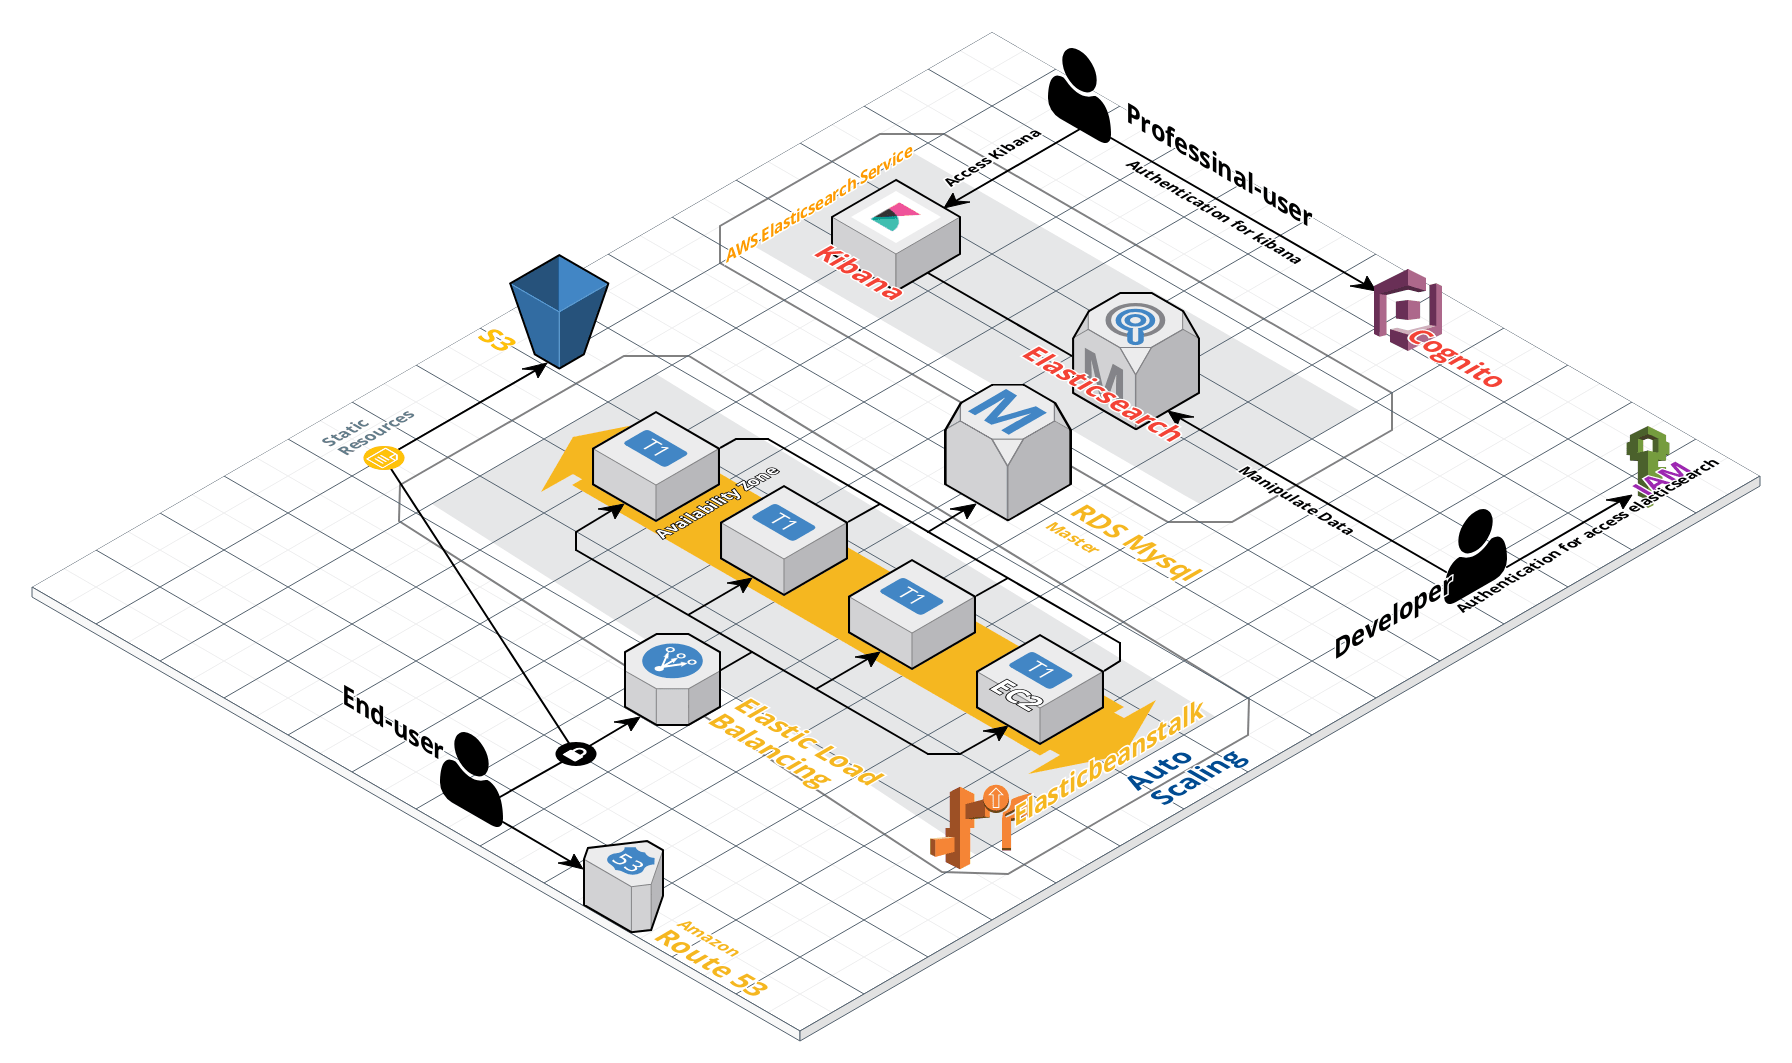 Professinal-user
Access Kibana
Authentication for kibana
AWS Elasticsearch Service
Kibana
Cognito
S3
M
M
Elasticsearch
Static
Resources
T1
Availability Zone
T1
Manipulate Data
IAM
Authentication for access elasticsearch
RDS Mysql
Master
T1
Developer
T1
EC2
End-user
Elastic Load
Balancing
Elasticbeanstalk
Auto
Scaling
53
Amazon
Route 53